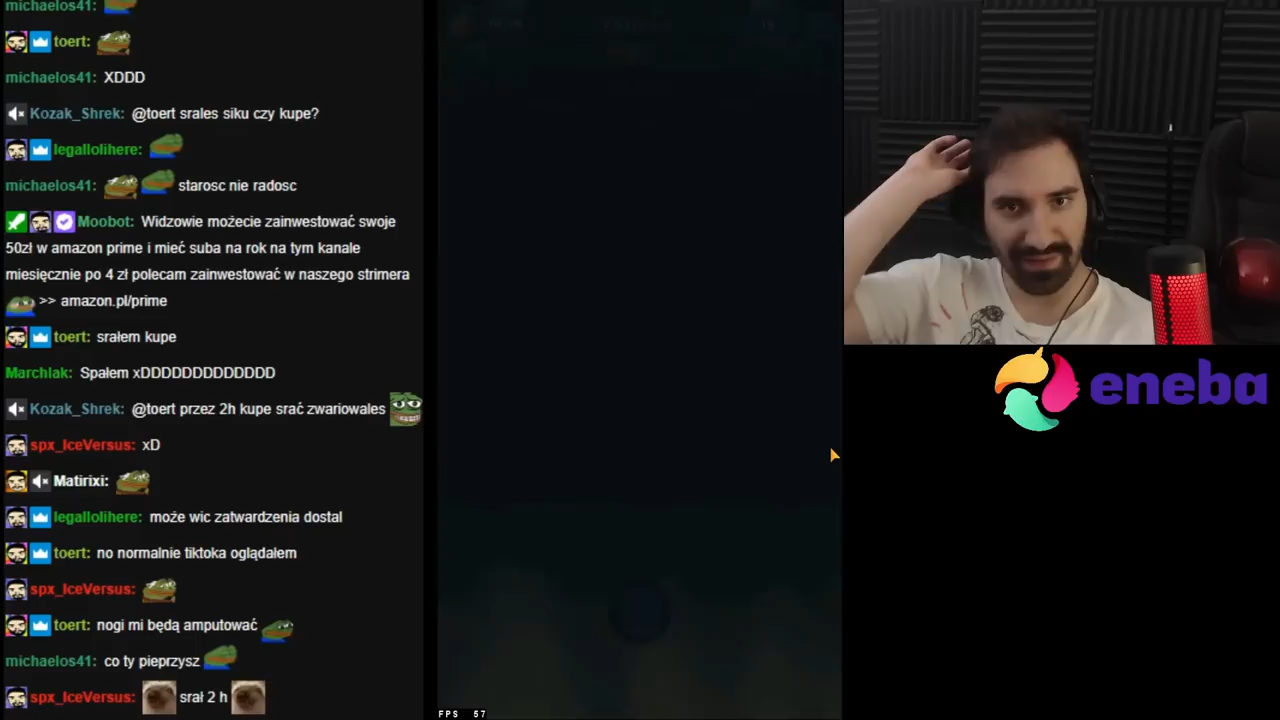 michaelos41:
toert:
michaelos41: XDDD
Kozak_Shrek: @toert srales siku czy kupe?
legallolihere:
michaelos41: starosc nie radosc
Moobot: Widzowie możecie zainwestować swoje
50zł w amazon prime i mieć suba na rok na tym kanale
miesięcznie po 4 zł polecam zainwestować w naszego strimera
>> amazon.pl/prime
toert: srałem kupe
Marchlak: Spałem xDDDDDDDDDDDDD
Kozak_Shrek: @toert przez 2h kupe srać zwariowales
spx_IceVersus: xD
Matirixi:
legallolihere: może wic zatwardzenia dostal
toert: no normalnie tiktoka oglądałem
spx_IceVersus:
toert: nogi mi będą amputować
michaelos41: co ty pieprzysz
spx_IceVersus: srał 2 h
FPS 57
eneba